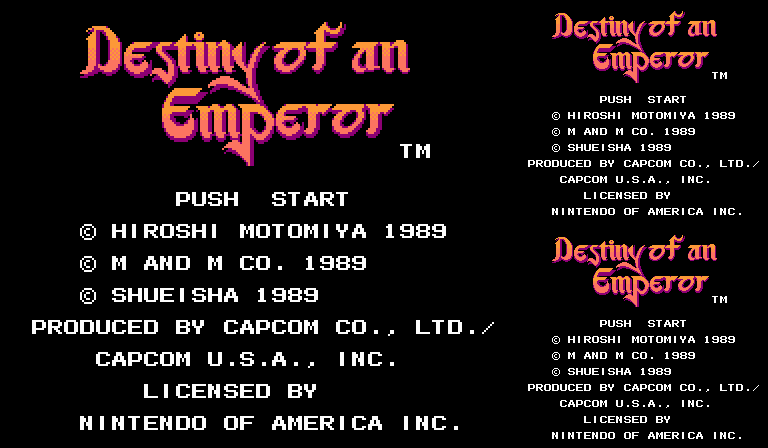 Destiny of an
Emperor
TM
PUSH START
© HIROSHI MOTOMIYA 1989
© M AND M CO. 1989
© SHUEISHA 1989
PRODUCED BY CAPCOM CO., LTD./
CAPCOM U.S.A., INC.
LICENSED BY
NINTENDO OF AMERICA INC.
Destiny of an
Emperor
TM
PUSH START
© HIROSHI MOTOMIYA 1989
© M AND M CO. 1989
© SHUEISHA 1989
PRODUCED BY CAPCOM CO., LTD./
CAPCOM U.S.A., INC.
LICENSED BY
NINTENDO OF AMERICA INC.
Destiny of an
Emperor
TM
PUSH START
© HIROSHI MOTOMIYA 1989
© M AND M CO. 1989
© SHUEISHA 1989
PRODUCED BY CAPCOM CO., LTD./
CAPCOM U.S.A., INC.
LICENSED BY
NINTENDO OF AMERICA INC.